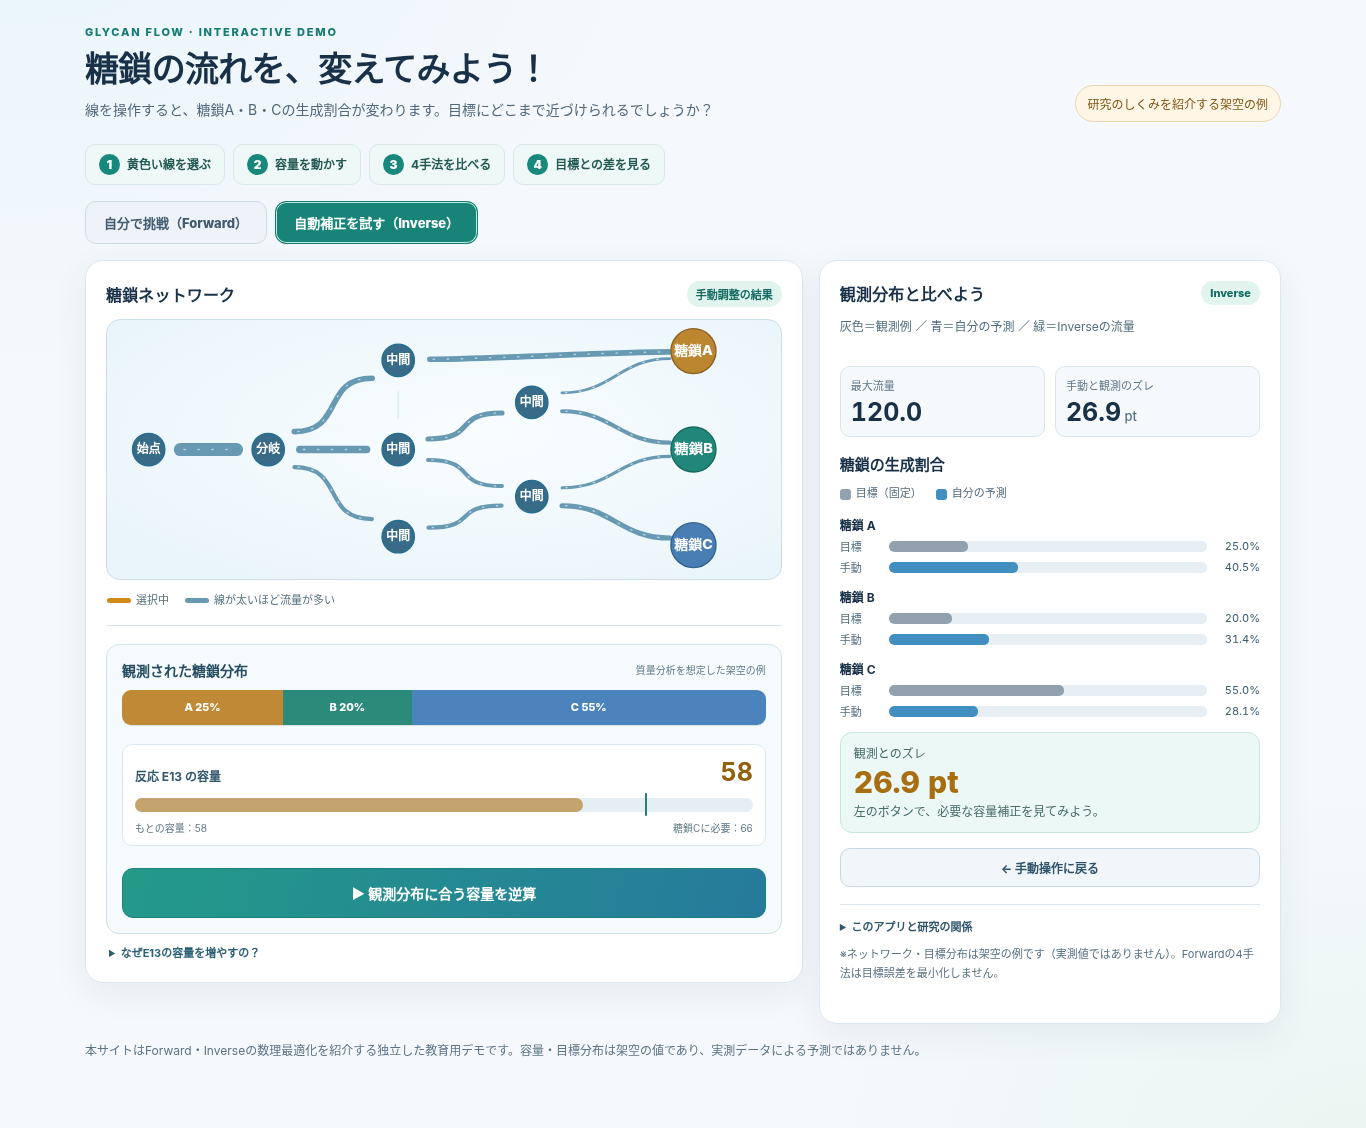 GLYCAN FLOW · INTERACTIVE DEMO
糖鎖の流れを、変えてみよう！
線を操作すると、糖鎖A・B・Cの生成割合が変わります。目標にどこまで近づけられるでしょうか？
研究のしくみを紹介する架空の例
1 黄色い線を選ぶ
2 容量を動かす
3 4手法を比べる
4 目標との差を見る
自分で挑戦（Forward）
自動補正を試す（Inverse）
糖鎖ネットワーク
手動調整の結果
始点
分岐
中間
中間
中間
中間
中間
糖鎖A
糖鎖B
糖鎖C
選択中
線が太いほど流量が多い
観測された糖鎖分布
質量分析を想定した架空の例
A 25%
B 20%
C 55%
反応 E13 の容量
58
もとの容量：58
糖鎖Cに必要：66
▶ 観測分布に合う容量を逆算
▶ なぜE13の容量を増やすの？
観測分布と比べよう
Inverse
灰色＝観測例 ／ 青＝自分の予測 ／ 緑＝Inverseの流量
最大流量
120.0
手動と観測のズレ
26.9 pt
糖鎖の生成割合
目標（固定）
自分の予測
糖鎖 A
目標 25.0%
手動 40.5%
糖鎖 B
目標 20.0%
手動 31.4%
糖鎖 C
目標 55.0%
手動 28.1%
観測とのズレ
26.9 pt
左のボタンで、必要な容量補正を見てみよう。
← 手動操作に戻る
▶ このアプリと研究の関係
※ネットワーク・目標分布は架空の例です（実測値ではありません）。Forwardの4手
法は目標誤差を最小化しません。
本サイトはForward・Inverseの数理最適化を紹介する独立した教育用デモです。容量・目標分布は架空の値であり、実測データによる予測ではありません。